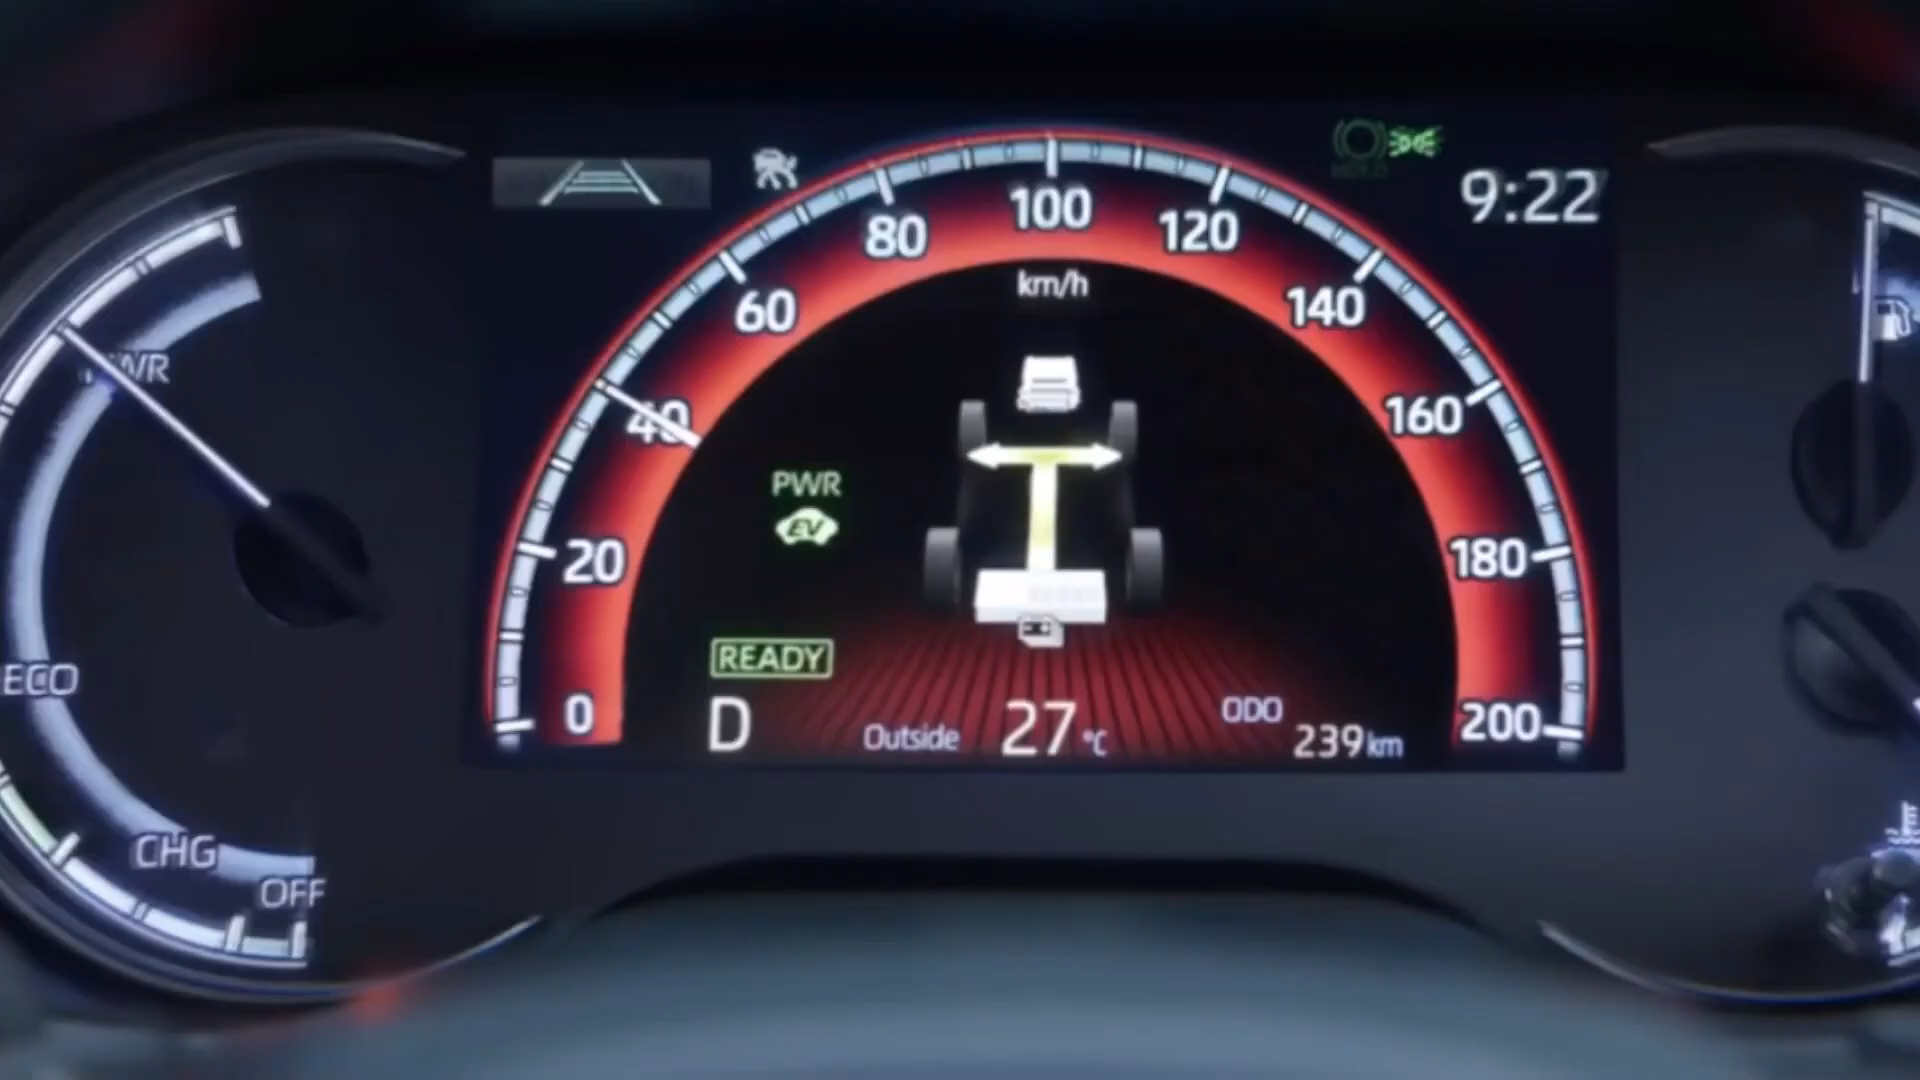 9:22
80
100
120
km/h
60
140
PWR
40
160
PWR
EV
20
180
READY
ECO
0
D
Outside
27 °C
ODO
239 km
200
CHG
OFF